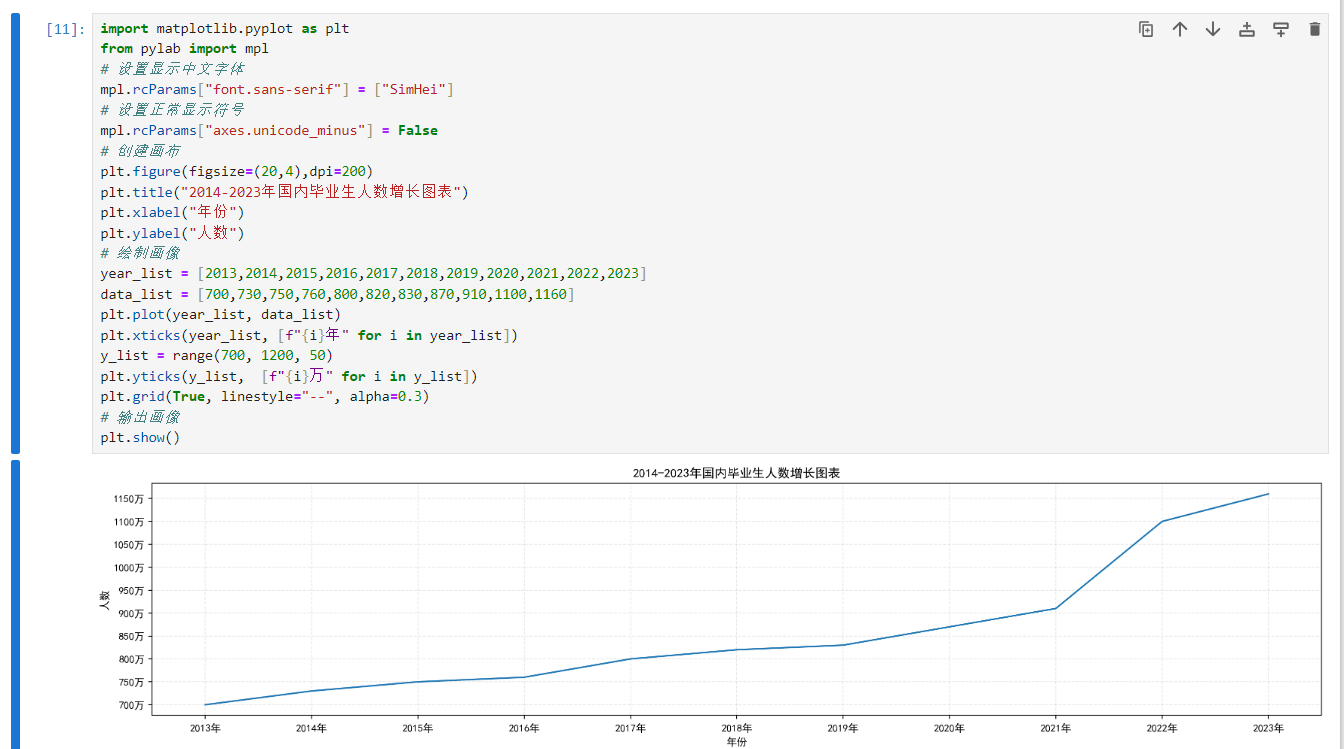 [11]:
import matplotlib.pyplot as plt
from pylab import mpl
# 设置显示中文字体
mpl.rcParams["font.sans-serif"] = ["SimHei"]
# 设置正常显示符号
mpl.rcParams["axes.unicode_minus"] = False
# 创建画布
plt.figure(figsize=(20,4),dpi=200)
plt.title("2014-2023年国内毕业生人数增长图表")
plt.xlabel("年份")
plt.ylabel("人数")
# 绘制画像
year_list = [2013,2014,2015,2016,2017,2018,2019,2020,2021,2022,2023]
data_list = [700,730,750,760,800,820,830,870,910,1100,1160]
plt.plot(year_list, data_list)
plt.xticks(year_list, [f"{i}年" for i in year_list])
y_list = range(700, 1200, 50)
plt.yticks(y_list,  [f"{i}万" for i in y_list])
plt.grid(True, linestyle="--", alpha=0.3)
# 输出画像
plt.show()
2014-2023年国内毕业生人数增长图表
1150万
1100万
1050万
1000万
950万
900万
850万
800万
750万
700万
人数
2013年 2014年 2015年 2016年 2017年 2018年 2019年 2020年 2021年 2022年 2023年
年份